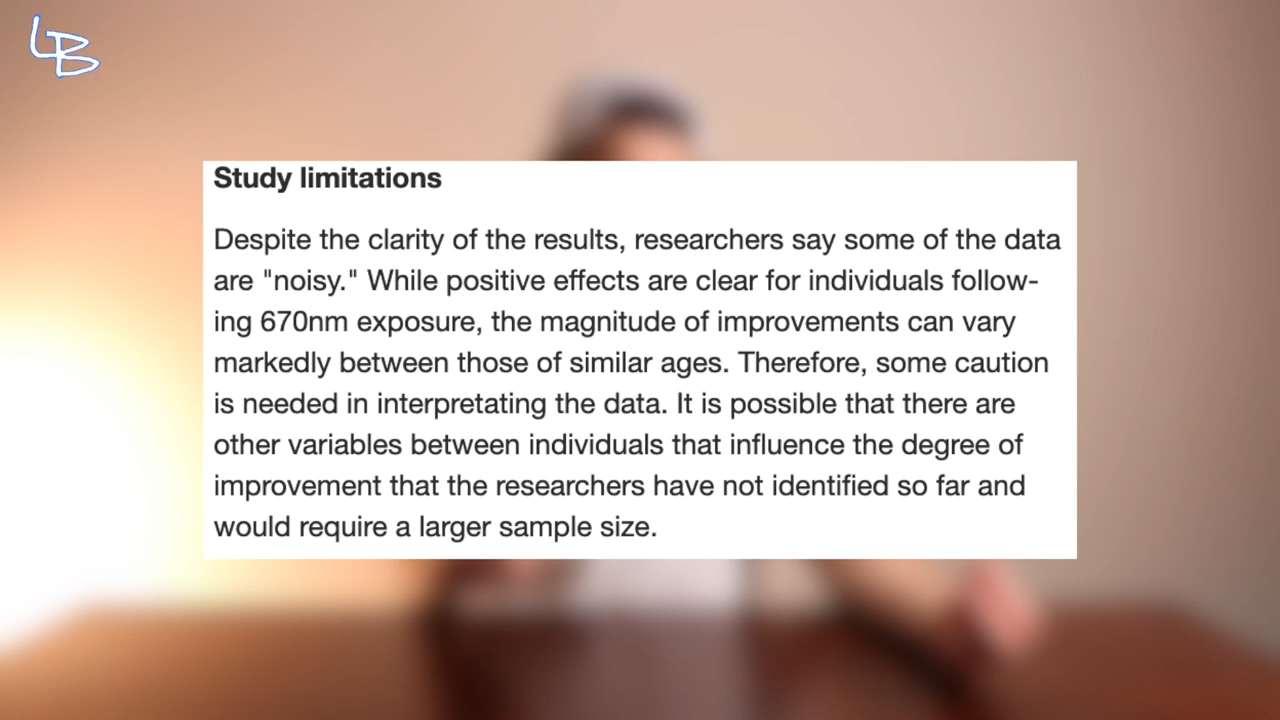 LB
Study limitations
Despite the clarity of the results, researchers say some of the data
are "noisy." While positive effects are clear for individuals follow-
ing 670nm exposure, the magnitude of improvements can vary
markedly between those of similar ages. Therefore, some caution
is needed in interpretating the data. It is possible that there are
other variables between individuals that influence the degree of
improvement that the researchers have not identified so far and
would require a larger sample size.